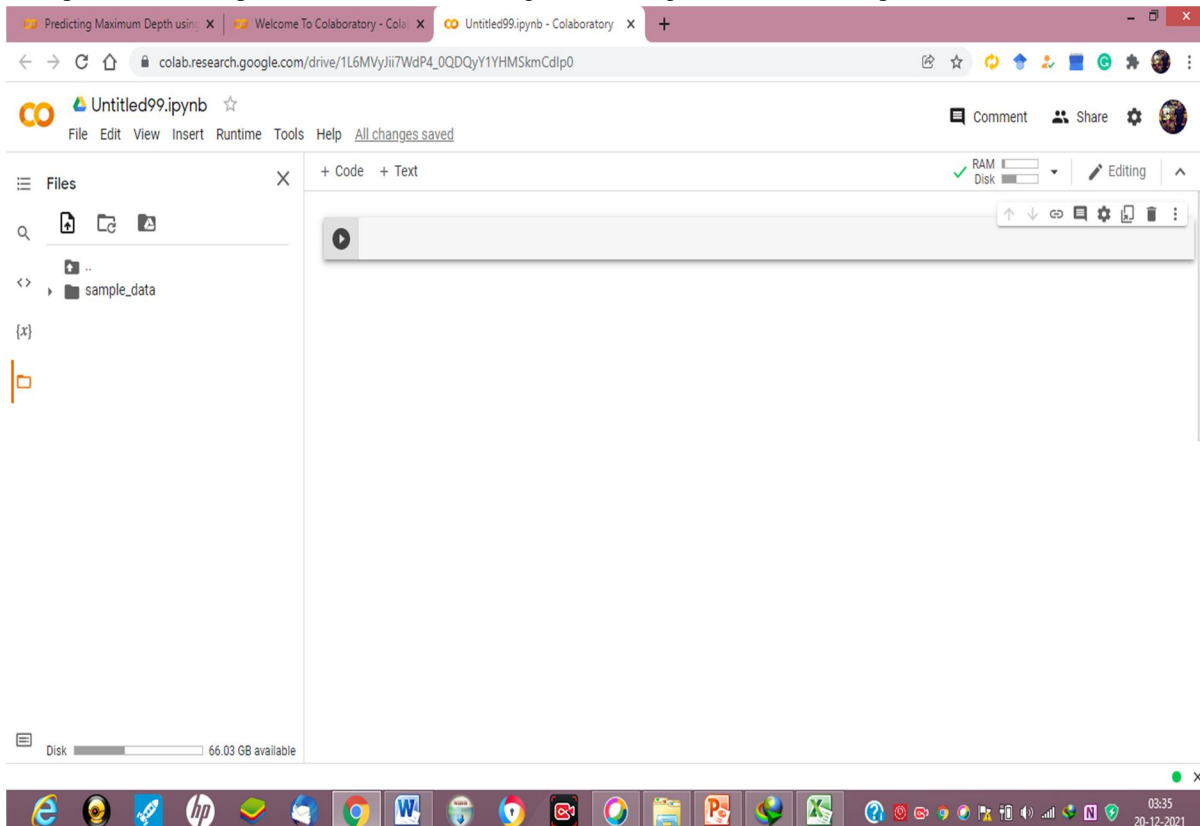 Predicting Maximum Depth using
Welcome To Colaboratory - Colab
Untitled99.ipynb - Colaboratory
colab.research.google.com/drive/1L6MVyJii7WdP4_0QDQyY1YHMSkmCdIp0
Untitled99.ipynb
File Edit View Insert Runtime Tools Help All changes saved
Comment Share
Files
+ Code + Text
RAM
Disk
Editing
..
sample_data
{x}
Disk 66.03 GB available
03:35
20-12-2021